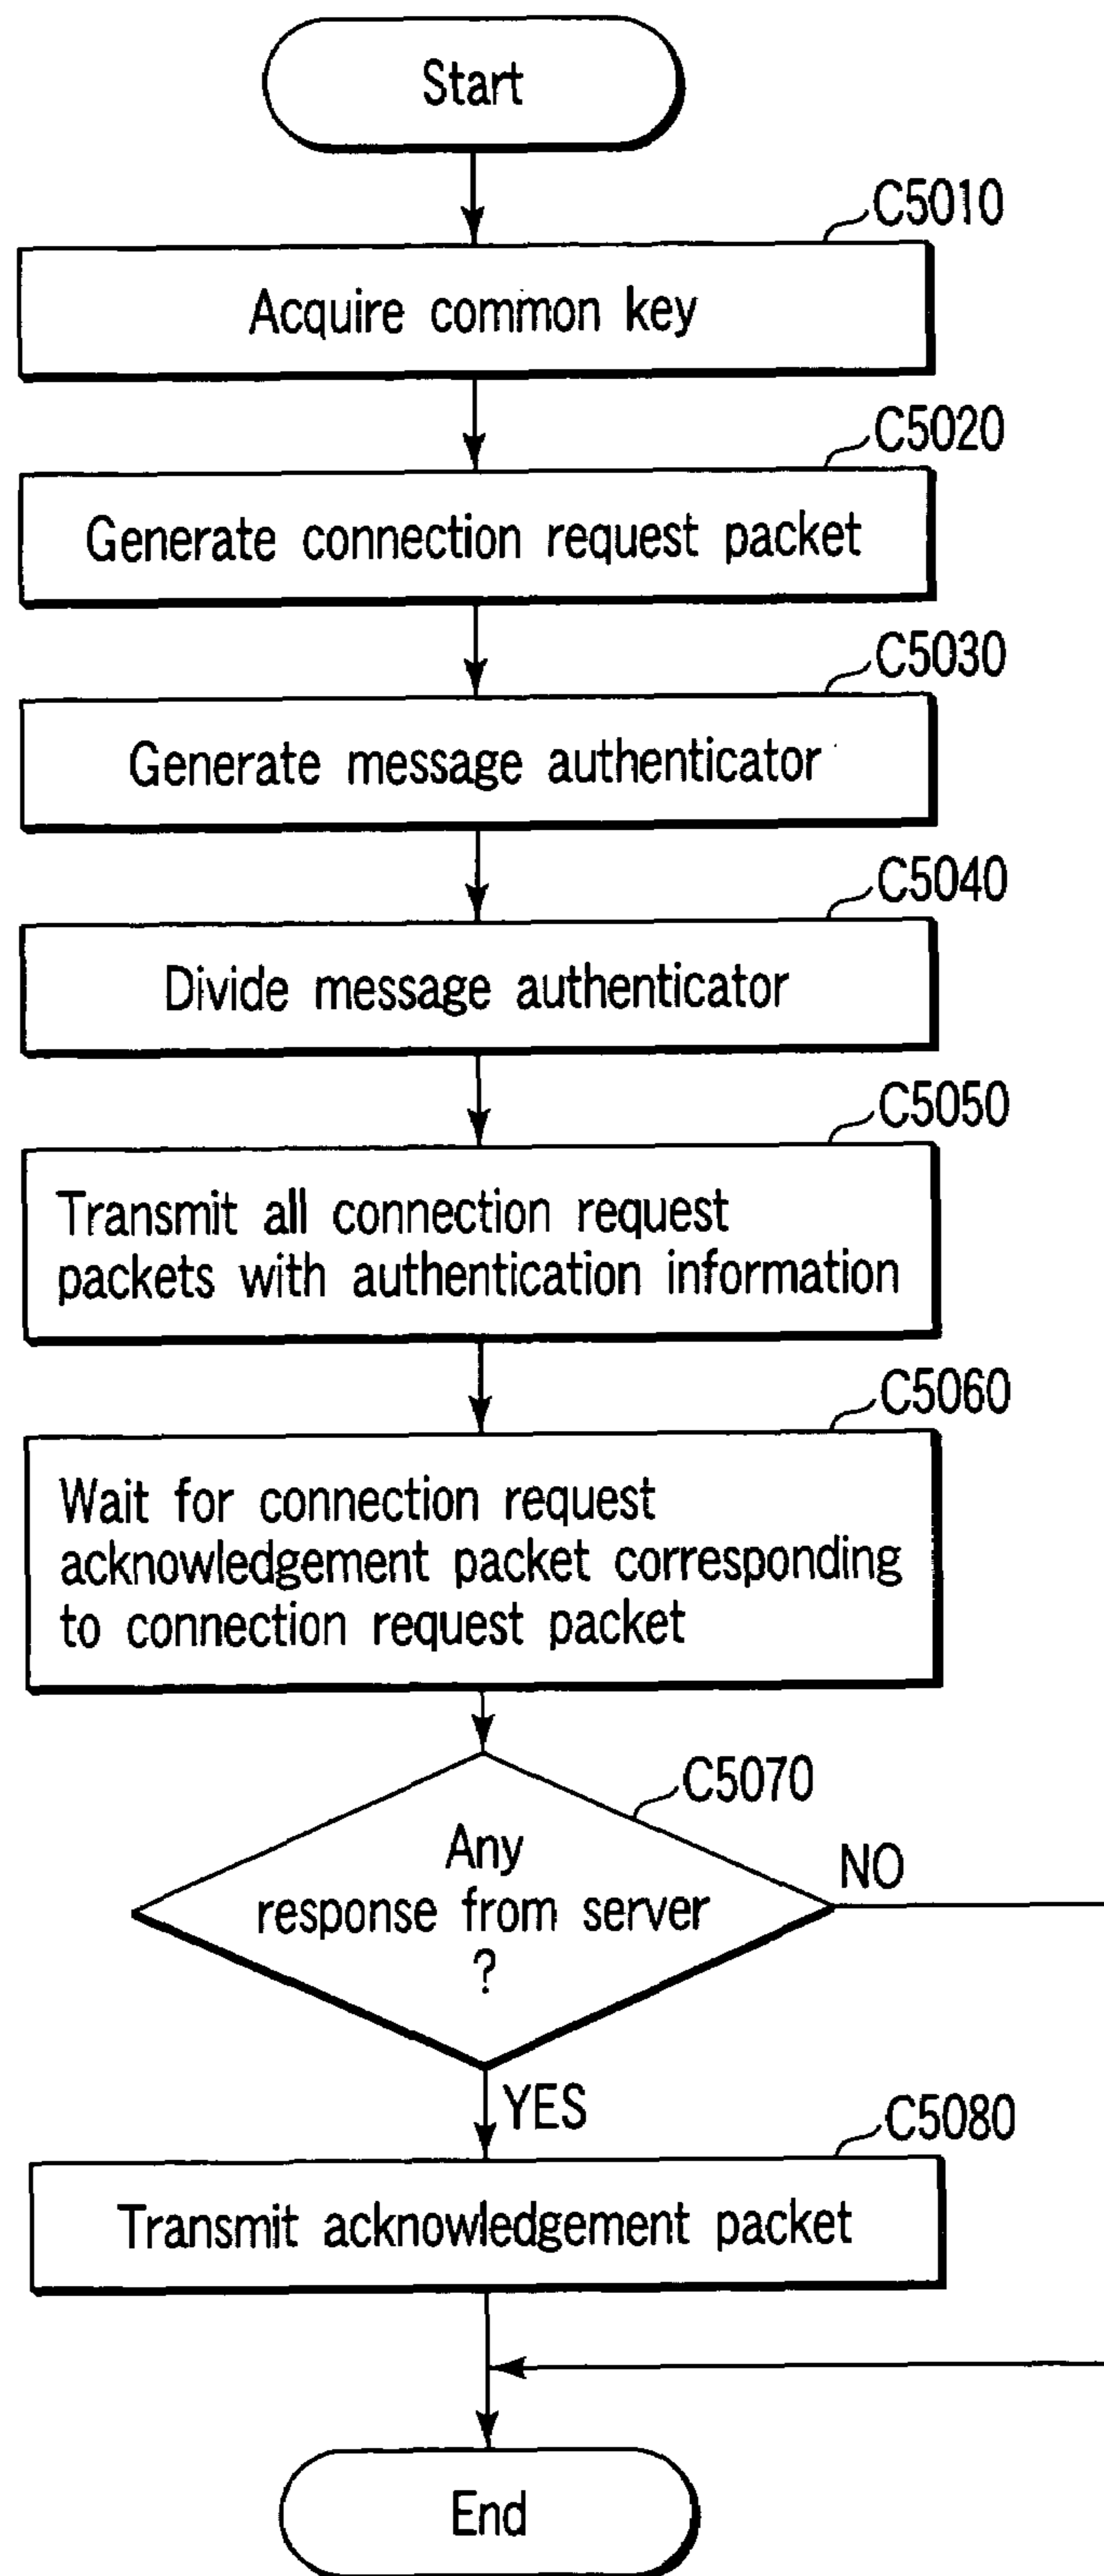 Start
C5010
Acquire common key
C5020
Generate connection request packet
C5030
Generate message authenticator
C5040
Divide message authenticator
C5050
Transmit all connection request
packets with authentication information
C5060
Wait for connection request
acknowledgement packet corresponding
to connection request packet
C5070
Any
response from server
?
NO
YES
C5080
Transmit acknowledgement packet
End